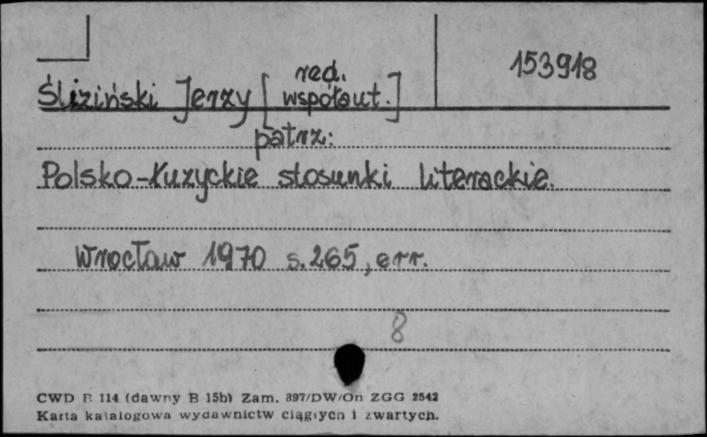 153918
Śliziński Jerzy [red. współaut.]
patrz:
Polsko-łużyckie stosunki literackie.
Wrocław 1970 s. 265, err.
8
CWD B 114 (dawny B 15b) Zam. 897/DW/On ZGG 2542
Karta katalogowa wydawnictw ciągłych i zwartych.